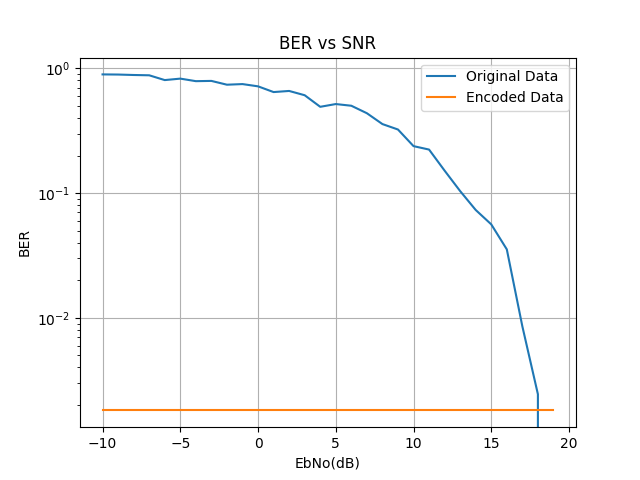 BER vs SNR
Original Data
Encoded Data
10⁰
10⁻¹
10⁻²
BER
−10 −5 0 5 10 15 20
EbNo(dB)